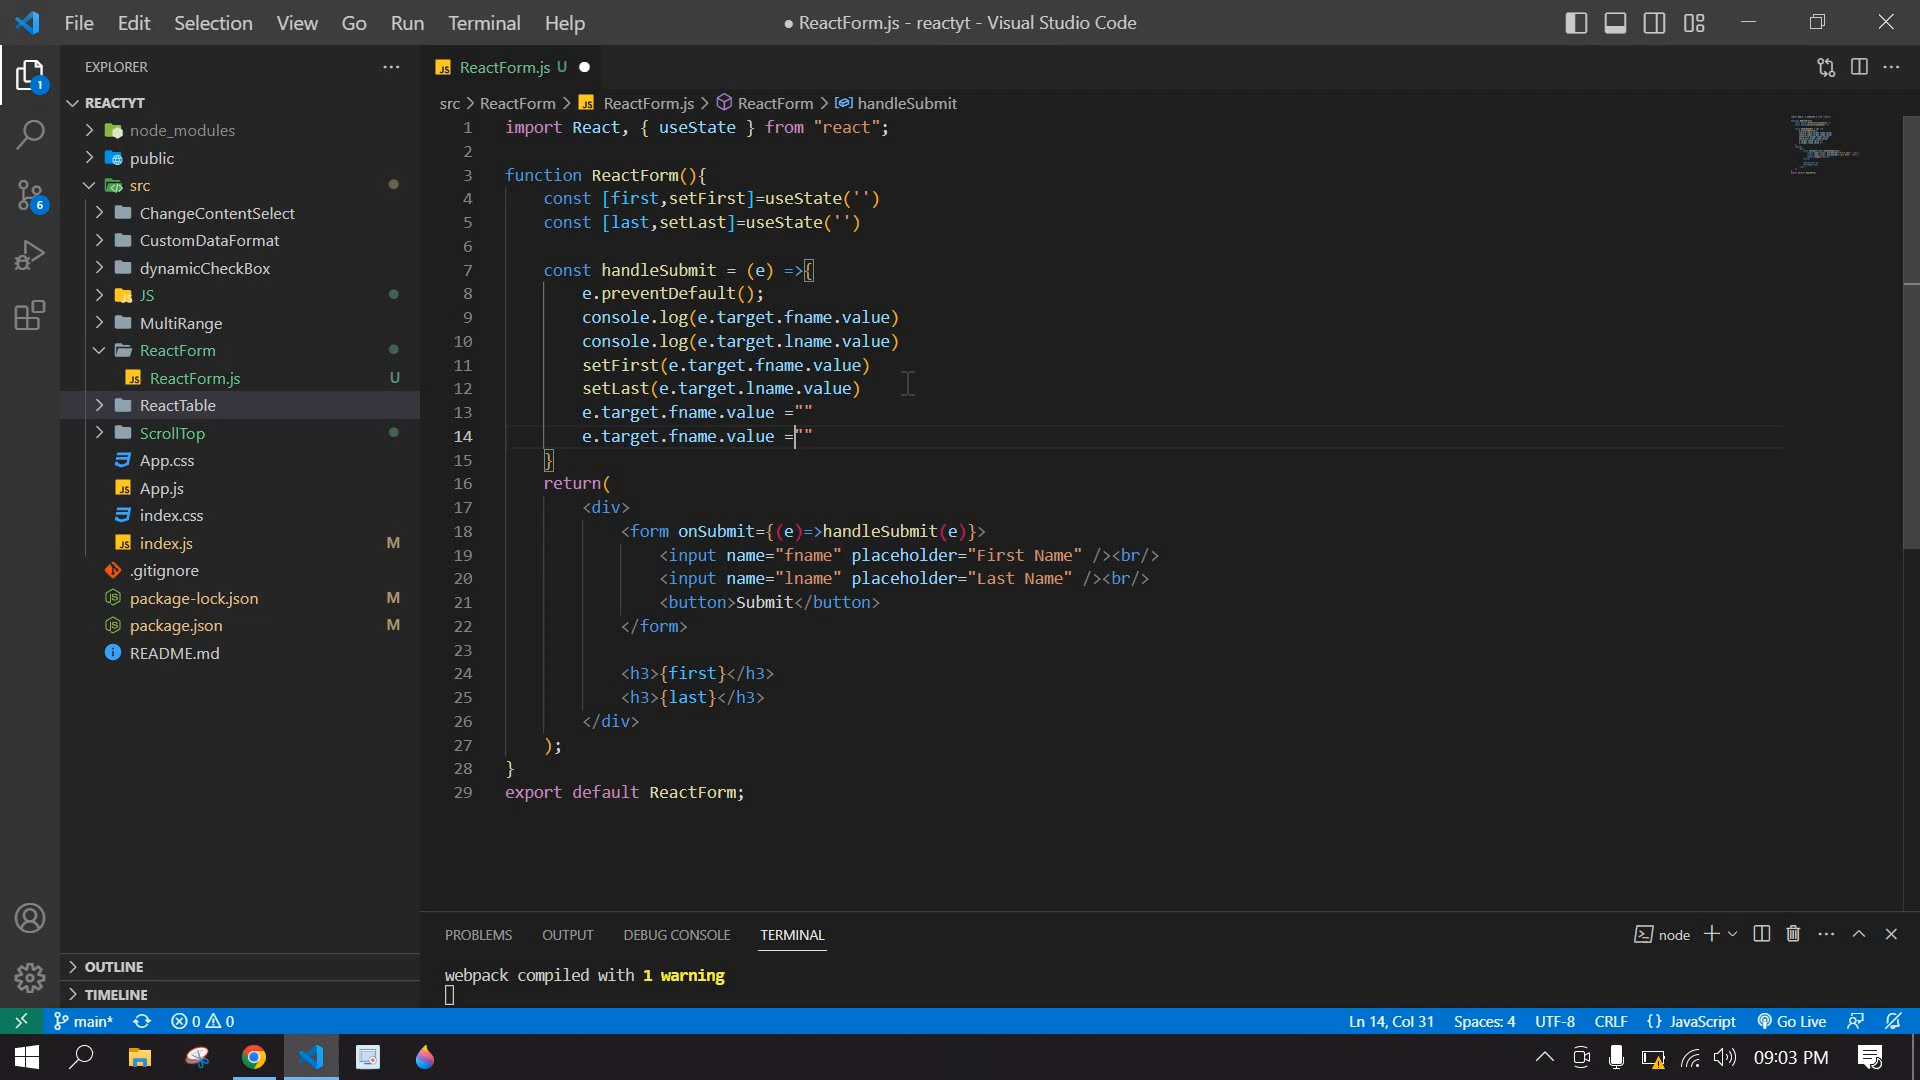 File Edit Selection View Go Run Terminal Help
● ReactForm.js - reactyt - Visual Studio Code
EXPLORER
1
6
REACTYT
node_modules
public
src
ChangeContentSelect
CustomDataFormat
dynamicCheckBox
JS
MultiRange
ReactForm
ReactForm.js U
ReactTable
ScrollTop
App.css
App.js
index.css
index.js M
.gitignore
package-lock.json M
package.json M
README.md
OUTLINE
TIMELINE
JS ReactForm.js U
src > ReactForm > JS ReactForm.js > ReactForm > handleSubmit
1 import React, { useState } from "react";
2
3 function ReactForm(){
4 const [first,setFirst]=useState('')
5 const [last,setLast]=useState('')
6
7 const handleSubmit = (e) =>{
8 e.preventDefault();
9 console.log(e.target.fname.value)
10 console.log(e.target.lname.value)
11 setFirst(e.target.fname.value)
12 setLast(e.target.lname.value)
13 e.target.fname.value =""
14 e.target.fname.value =""
15 }
16 return(
17 <div>
18 <form onSubmit={(e)=>handleSubmit(e)}>
19 <input name="fname" placeholder="First Name" /><br/>
20 <input name="lname" placeholder="Last Name" /><br/>
21 <button>Submit</button>
22 </form>
23
24 <h3>{first}</h3>
25 <h3>{last}</h3>
26 </div>
27 );
28 }
29 export default ReactForm;
PROBLEMS OUTPUT DEBUG CONSOLE TERMINAL
node
webpack compiled with 1 warning
main* 0 0
Ln 14, Col 31 Spaces: 4 UTF-8 CRLF {} JavaScript Go Live
09:03 PM